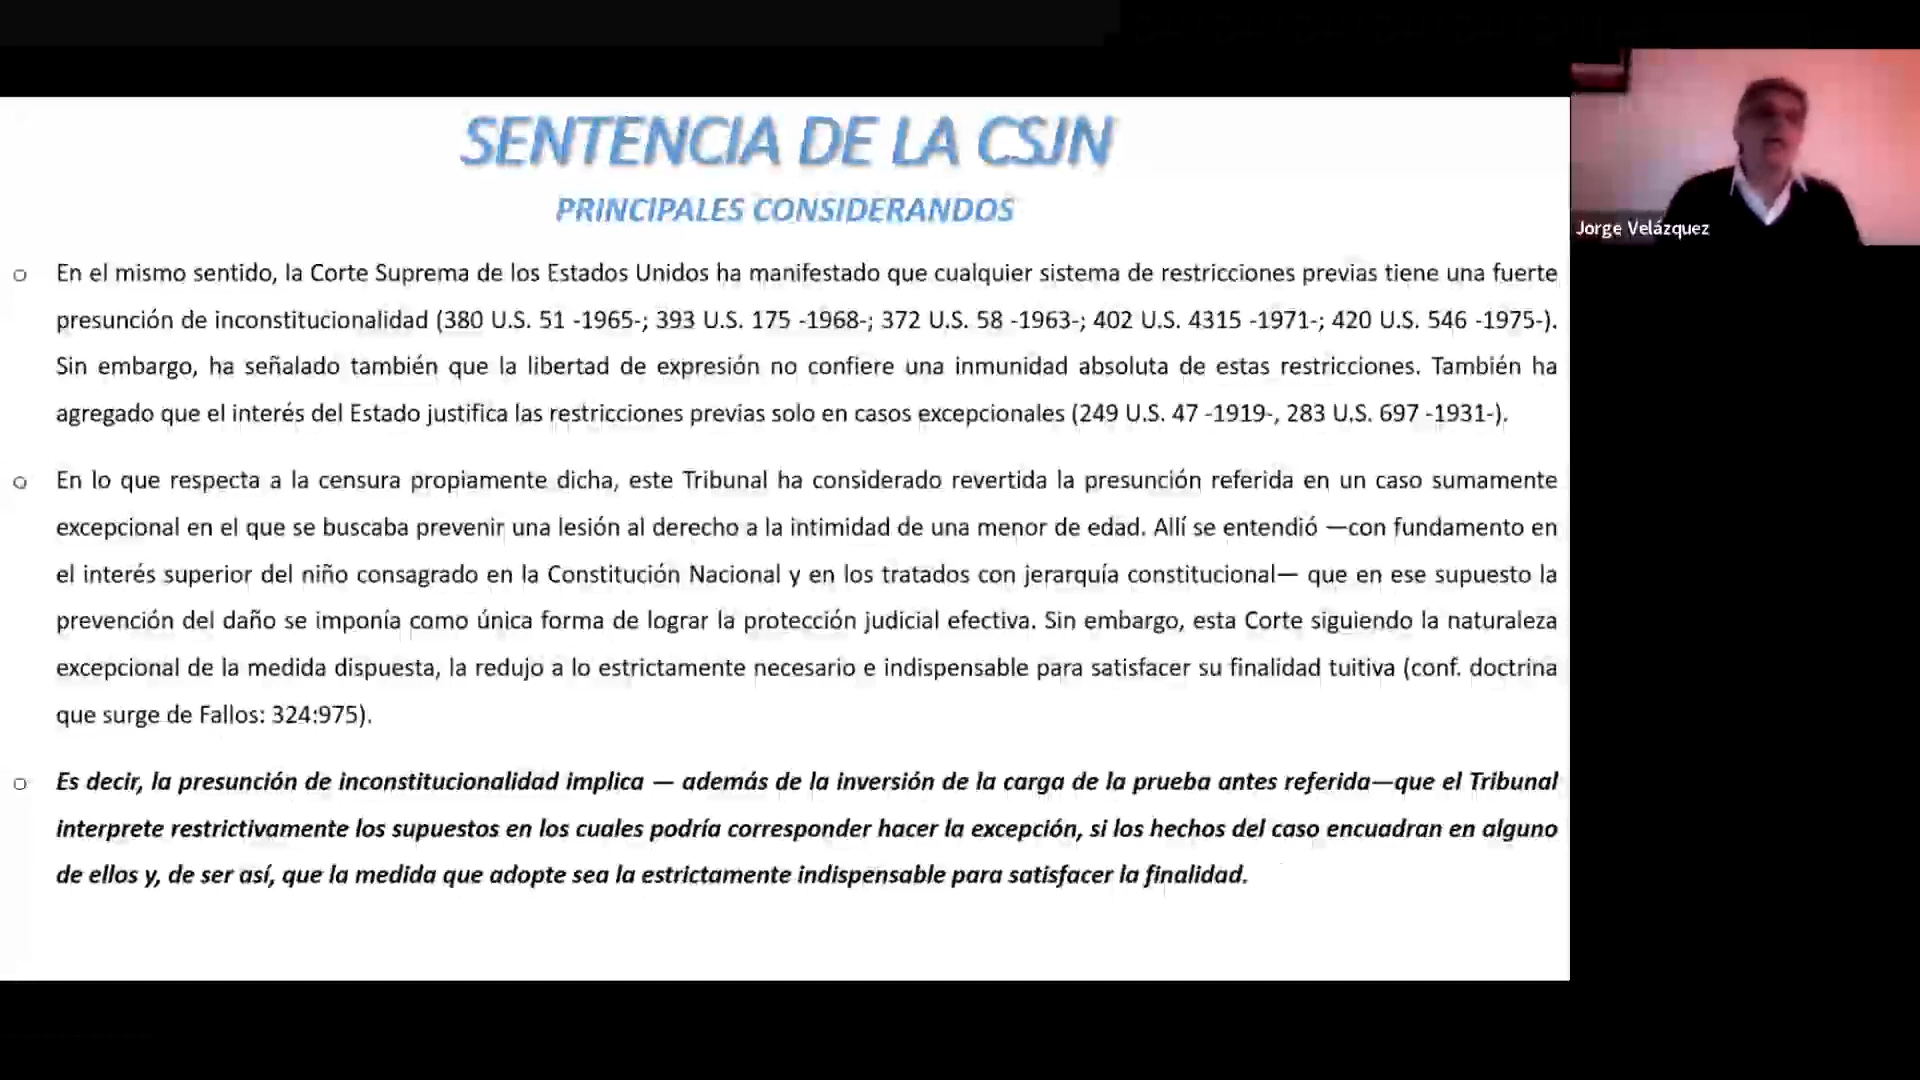 SENTENCIA DE LA CSJN
PRINCIPALES CONSIDERANDOS
Jorge Velázquez
o En el mismo sentido, la Corte Suprema de los Estados Unidos ha manifestado que cualquier sistema de restricciones previas tiene una fuerte
presunción de inconstitucionalidad (380 U.S. 51 -1965-; 393 U.S. 175 -1968-; 372 U.S. 58 -1963-; 402 U.S. 4315 -1971-; 420 U.S. 546 -1975-).
Sin embargo, ha señalado también que la libertad de expresión no confiere una inmunidad absoluta de estas restricciones. También ha
agregado que el interés del Estado justifica las restricciones previas solo en casos excepcionales (249 U.S. 47 -1919-, 283 U.S. 697 -1931-).
o En lo que respecta a la censura propiamente dicha, este Tribunal ha considerado revertida la presunción referida en un caso sumamente
excepcional en el que se buscaba prevenir una lesión al derecho a la intimidad de una menor de edad. Allí se entendió —con fundamento en
el interés superior del niño consagrado en la Constitución Nacional y en los tratados con jerarquía constitucional— que en ese supuesto la
prevención del daño se imponía como única forma de lograr la protección judicial efectiva. Sin embargo, esta Corte siguiendo la naturaleza
excepcional de la medida dispuesta, la redujo a lo estrictamente necesario e indispensable para satisfacer su finalidad tuitiva (conf. doctrina
que surge de Fallos: 324:975).
o Es decir, la presunción de inconstitucionalidad implica — además de la inversión de la carga de la prueba antes referida—que el Tribunal
interprete restrictivamente los supuestos en los cuales podría corresponder hacer la excepción, si los hechos del caso encuadran en alguno
de ellos y, de ser así, que la medida que adopte sea la estrictamente indispensable para satisfacer la finalidad.